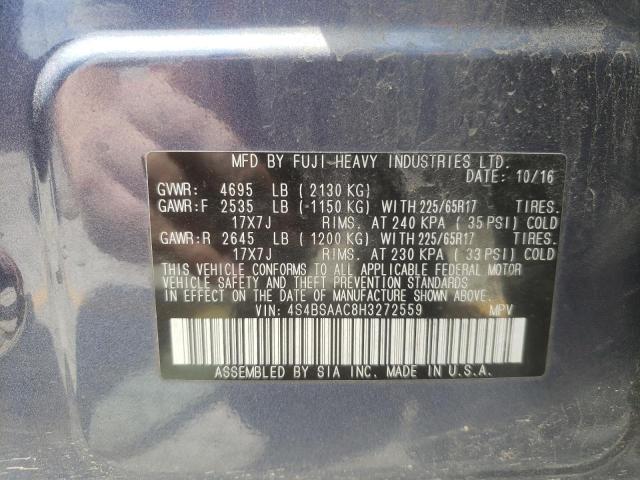 MFD BY FUJI HEAVY INDUSTRIES LTD.
DATE: 10/16
GVWR: 4695 LB ( 2130 KG)
GAWR:F 2535 LB ( -1150 KG) WITH 225/65R17 TIRES.
17X7J RIMS. AT 240 KPA ( 35 PSI) COLD
GAWR:R 2645 LB ( 1200 KG) WITH 225/65R17 TIRES.
17X7J RIMS. AT 230 KPA ( 33 PSI) COLD
THIS VEHICLE CONFORMS TO ALL APPLICABLE FEDERAL MOTOR
VEHICLE SAFETY STANDARDS
IN EFFECT ON THE DATE OF MANUFACTURE SHOWN ABOVE.
VIN: 4S4BSAAC8H3272559 MPV
ASSEMBLED BY SIA INC. MADE IN U.S.A.